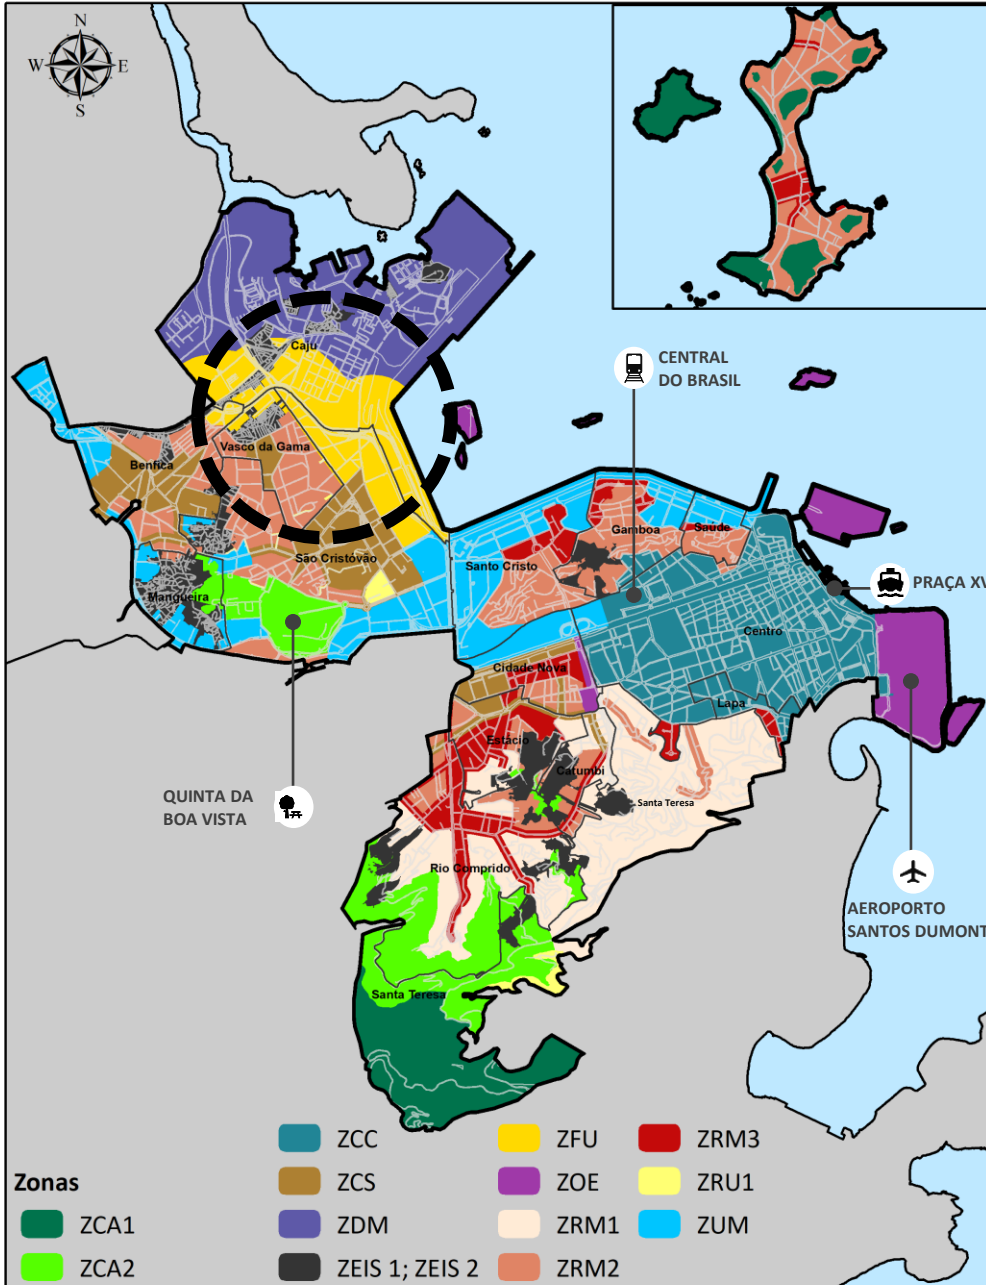 N
W E
S
Caju
CENTRAL
DO BRASIL
Vasco da Gama
Benfica
Gamboa
Saude
São Cristóvão
Santo Cristo
PRAÇA XV
Mangueira
Centro
Cidade Nova
Lapa
Estácio
Catumbi
QUINTA DA
BOA VISTA
Santa Teresa
Rio Comprido
AEROPORTO
SANTOS DUMONT
Santa Teresa
Zonas
ZCA1
ZCA2
ZCC
ZCS
ZDM
ZEIS 1; ZEIS 2
ZFU
ZOE
ZRM1
ZRM2
ZRM3
ZRU1
ZUM